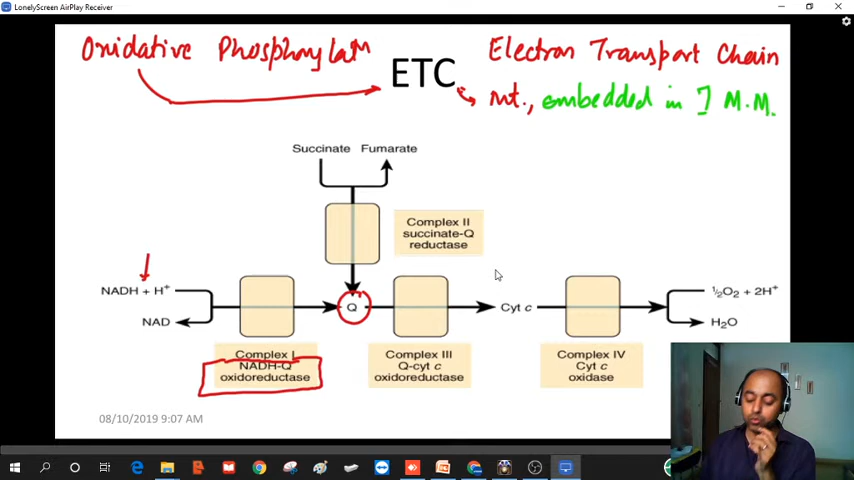 LonelyScreen AirPlay Receiver
Oxidative Phosphorylatn
ETC
Electron Transport Chain
mt., embedded in I M.M.
Succinate Fumarate
Complex II
succinate-Q
reductase
NADH + H⁺
NAD
Q
Cyt c
½O₂ + 2H⁺
H₂O
Complex I
NADH-Q
oxidoreductase
Complex III
Q-cyt c
oxidoreductase
Complex IV
Cyt c
oxidase
08/10/2019 9:07 AM